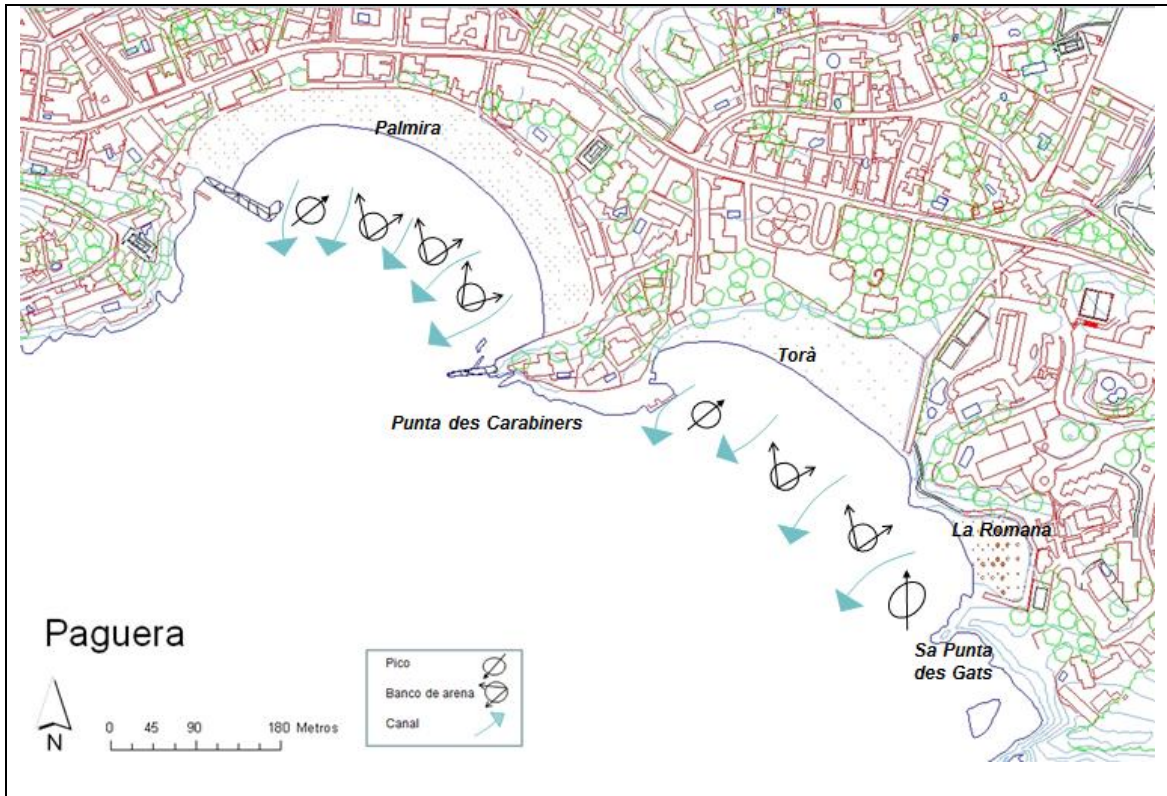 Palmira
Torà
Punta des Carabiners
La Romana
Sa Punta
des Gats
Paguera
N
0 45 90 180 Metros
Pico
Banco de arena
Canal